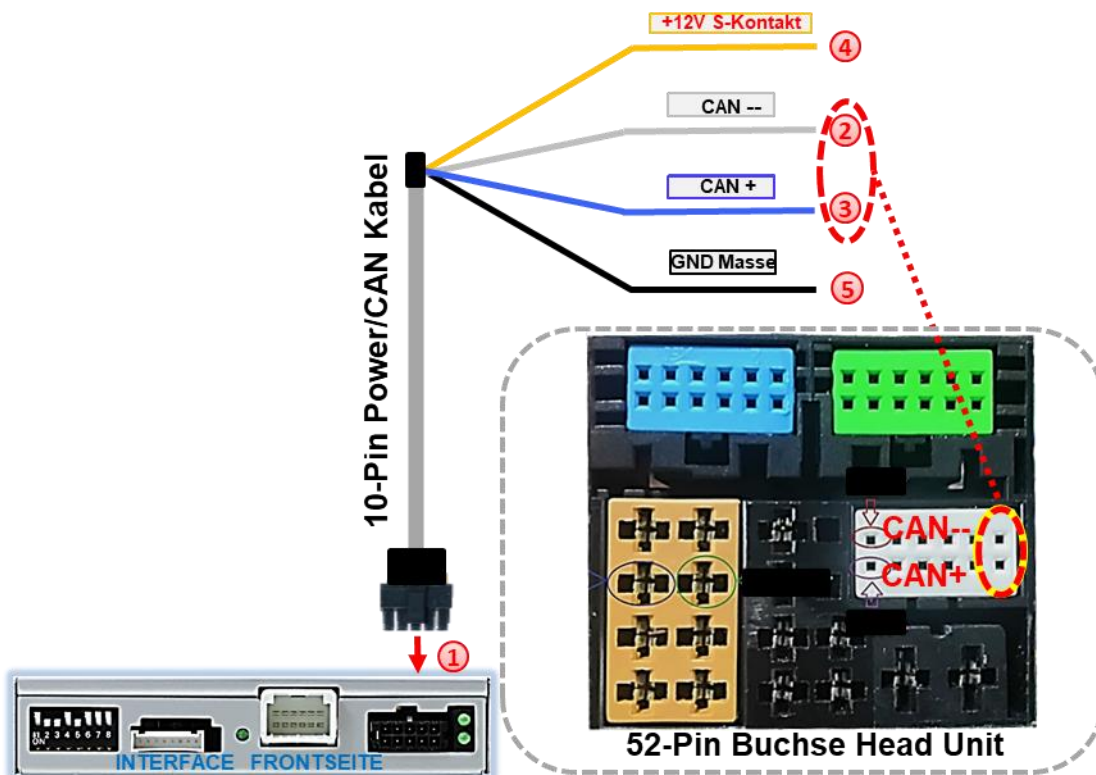 +12V S-Kontakt
4
CAN --
2
CAN +
3
GND Masse
5
10-Pin Power/CAN Kabel
CAN--
CAN+
1
1 2 3 4 5 6 7 8
ON
INTERFACE FRONTSEITE
52-Pin Buchse Head Unit